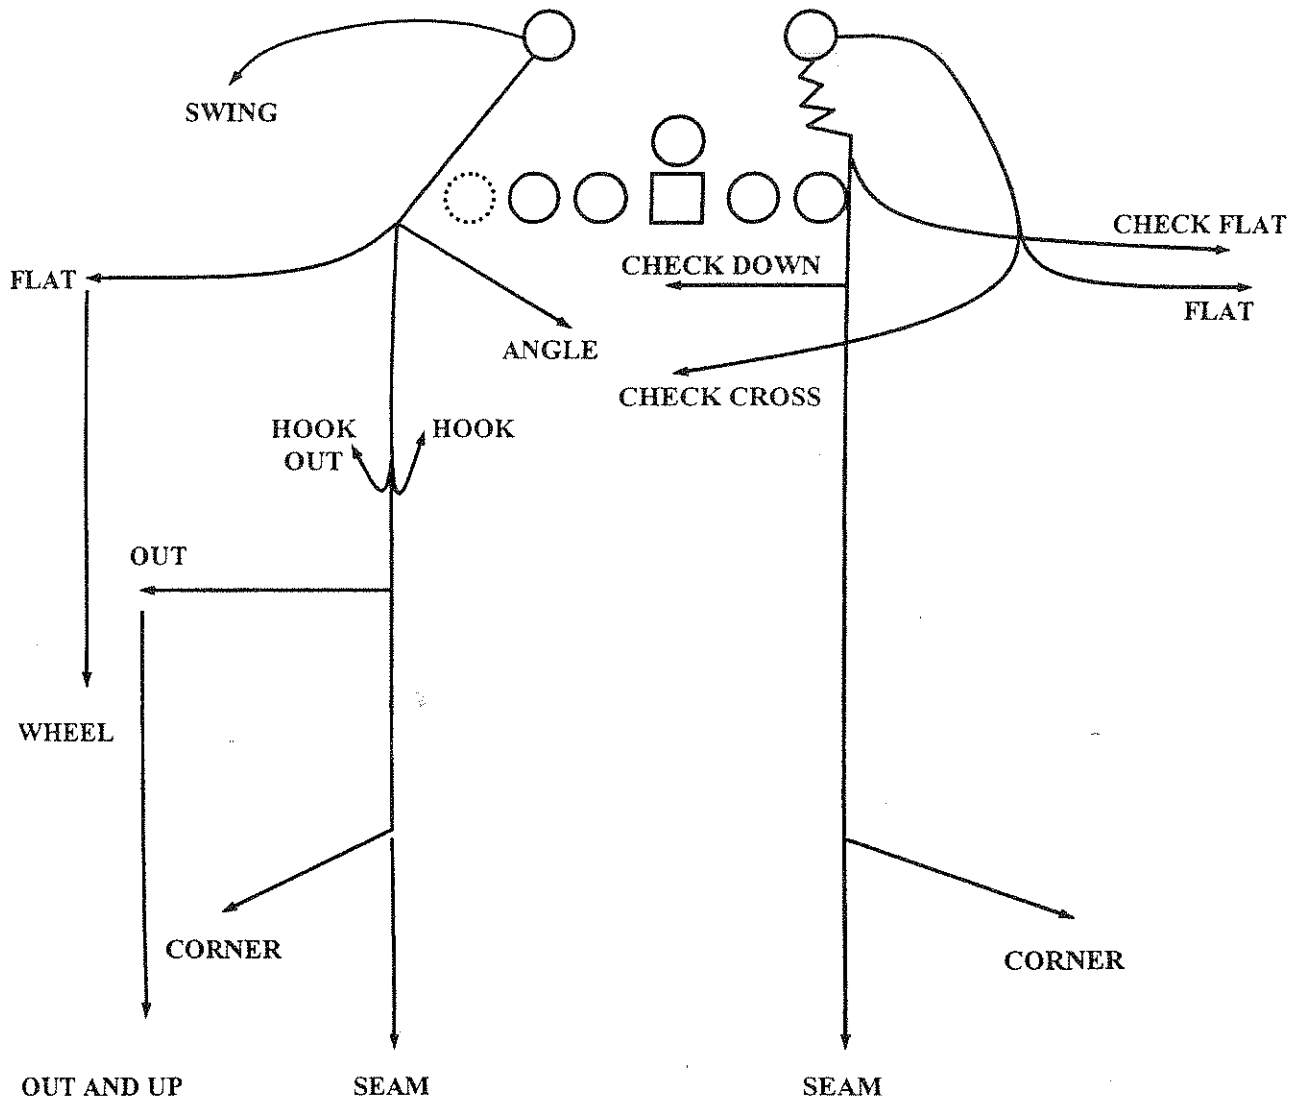 SWING
CHECK FLAT
CHECK DOWN
FLAT
FLAT
ANGLE
CHECK CROSS
HOOK
OUT
HOOK
OUT
WHEEL
CORNER
CORNER
OUT AND UP
SEAM
SEAM